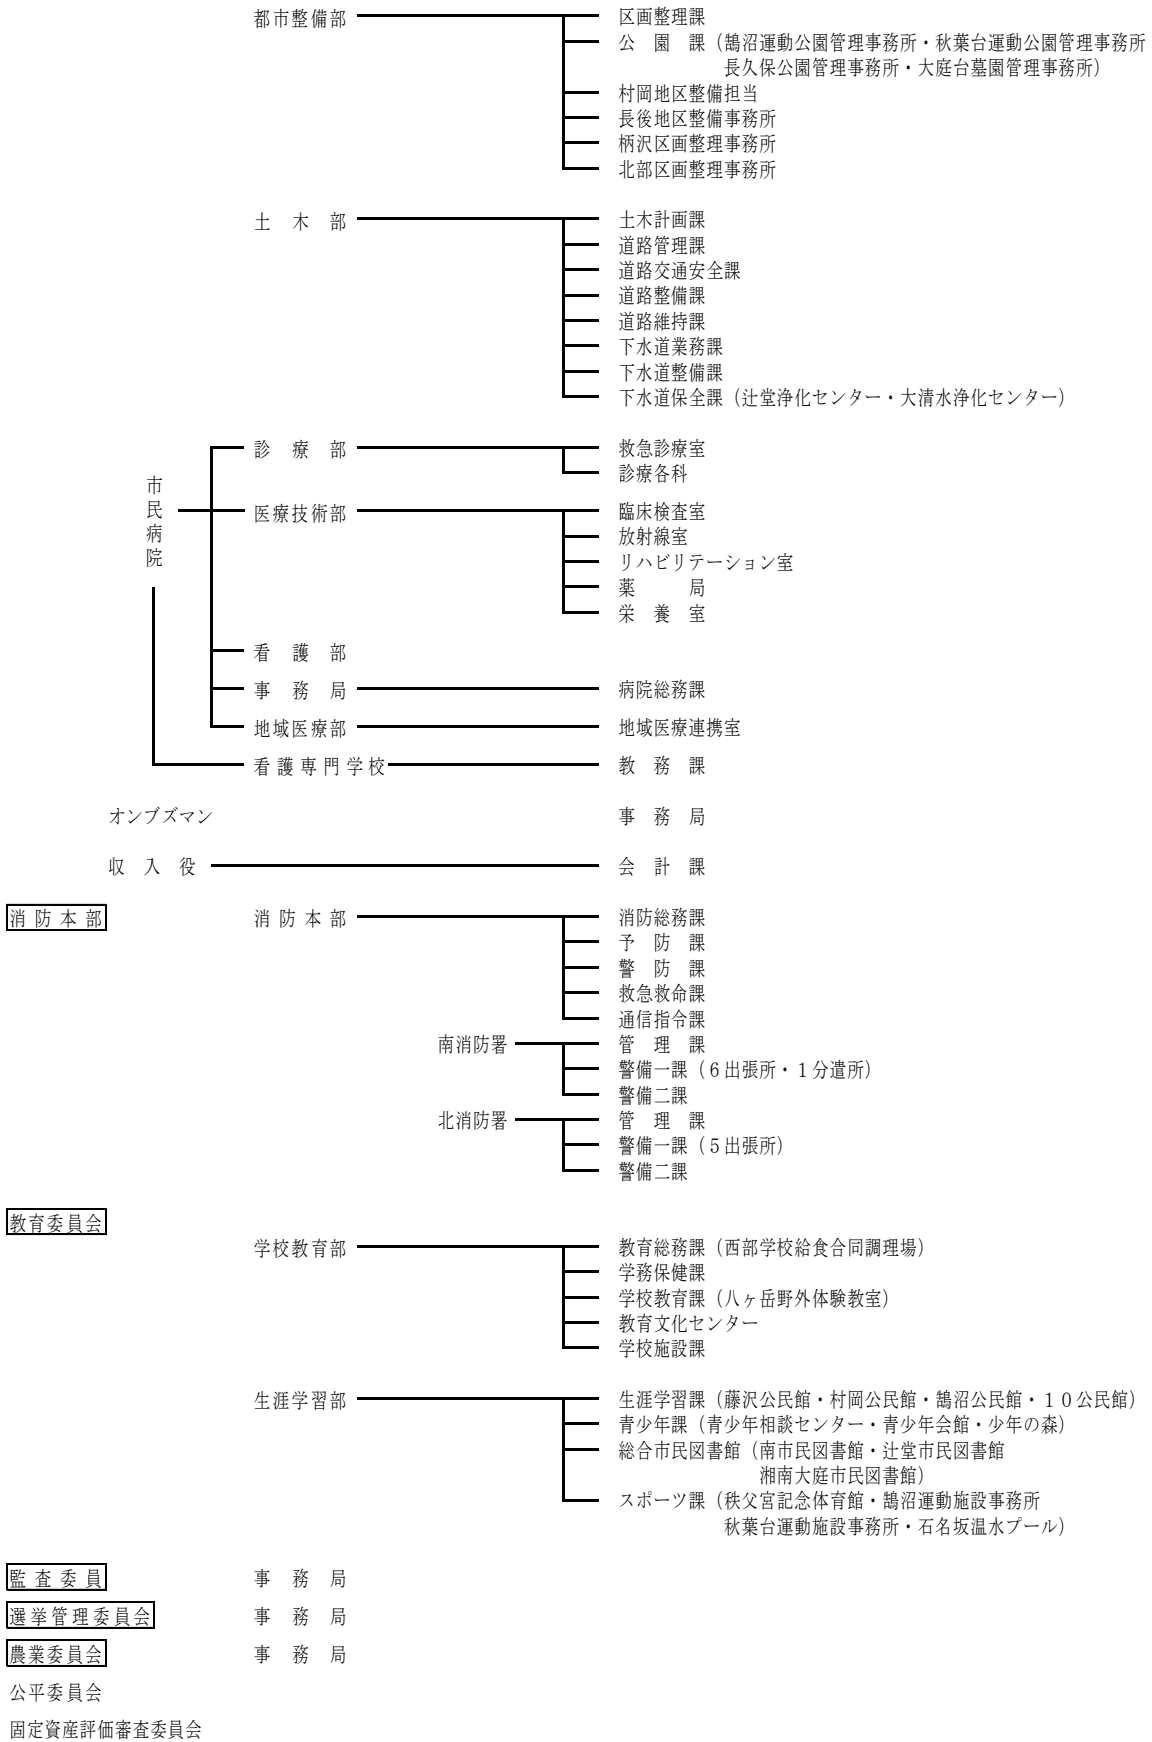 都市整備部 区画整理課
公園課（鵠沼運動公園管理事務所・秋葉台運動公園管理事務所
長久保公園管理事務所・大庭台墓園管理事務所）
村岡地区整備担当
長後地区整備事務所
柄沢区画整理事務所
北部区画整理事務所
土木部 土木計画課
道路管理課
道路交通安全課
道路整備課
道路維持課
下水道業務課
下水道整備課
下水道保全課（辻堂浄化センター・大清水浄化センター）
市民病院
診療部 救急診療室
診療各科
医療技術部 臨床検査室
放射線室
リハビリテーション室
薬局
栄養室
看護部
事務局 病院総務課
地域医療部 地域医療連携室
看護専門学校 教務課
オンブズマン 事務局
収入役 会計課
消防本部 消防本部 消防総務課
予防課
警防課
救急救命課
通信指令課
南消防署 管理課
警備一課（６出張所・１分遣所）
警備二課
北消防署 管理課
警備一課（５出張所）
警備二課
教育委員会
学校教育部 教育総務課（西部学校給食合同調理場）
学務保健課
学校教育課（八ヶ岳野外体験教室）
教育文化センター
学校施設課
生涯学習部 生涯学習課（藤沢公民館・村岡公民館・鵠沼公民館・１０公民館）
青少年課（青少年相談センター・青少年会館・少年の森）
総合市民図書館（南市民図書館・辻堂市民図書館
湘南大庭市民図書館）
スポーツ課（秩父宮記念体育館・鵠沼運動施設事務所
秋葉台運動施設事務所・石名坂温水プール）
監査委員 事務局
選挙管理委員会 事務局
農業委員会 事務局
公平委員会
固定資産評価審査委員会